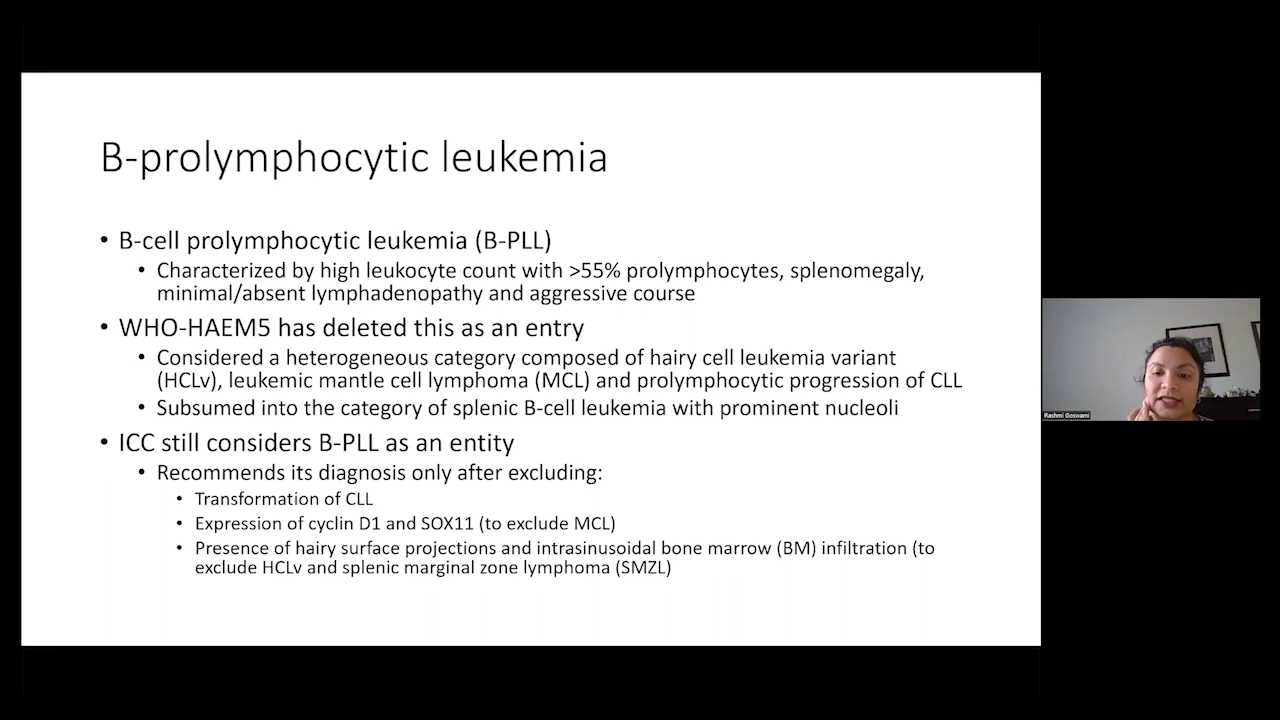 B-prolymphocytic leukemia
• B-cell prolymphocytic leukemia (B-PLL)
• Characterized by high leukocyte count with >55% prolymphocytes, splenomegaly,
minimal/absent lymphadenopathy and aggressive course
• WHO-HAEM5 has deleted this as an entry
• Considered a heterogeneous category composed of hairy cell leukemia variant
(HCLv), leukemic mantle cell lymphoma (MCL) and prolymphocytic progression of CLL
• Subsumed into the category of splenic B-cell leukemia with prominent nucleoli
• ICC still considers B-PLL as an entity
• Recommends its diagnosis only after excluding:
• Transformation of CLL
• Expression of cyclin D1 and SOX11 (to exclude MCL)
• Presence of hairy surface projections and intrasinusoidal bone marrow (BM) infiltration (to
exclude HCLv and splenic marginal zone lymphoma (SMZL)
Rashmi Goswami